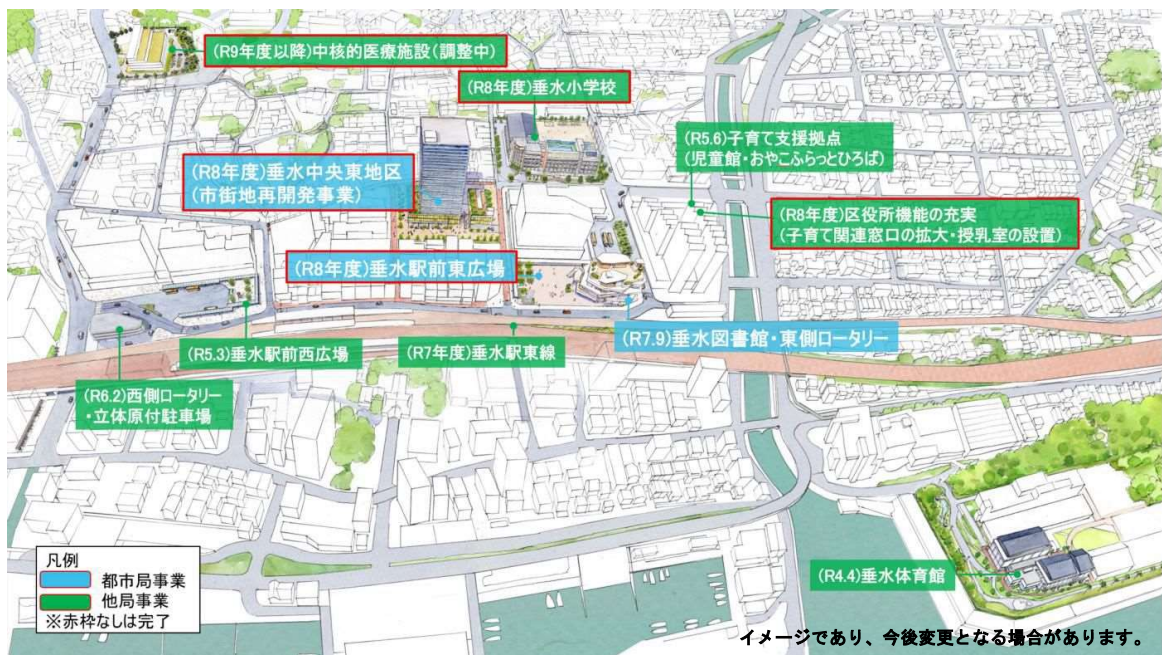 (R9年度以降)中核的医療施設(調整中)
(R8年度)垂水小学校
(R5.6)子育て支援拠点
(児童館・おやこふらっとひろば)
(R8年度)垂水中央東地区
(市街地再開発事業)
(R8年度)区役所機能の充実
(子育て関連窓口の拡大・授乳室の設置)
(R8年度)垂水駅前東広場
(R7.9)垂水図書館・東側ロータリー
(R5.3)垂水駅前西広場
(R7年度)垂水駅東線
(R6.2)西側ロータリー
・立体原付駐車場
(R4.4)垂水体育館
凡例
都市局事業
他局事業
※赤枠なしは完了
イメージであり、今後変更となる場合があります。